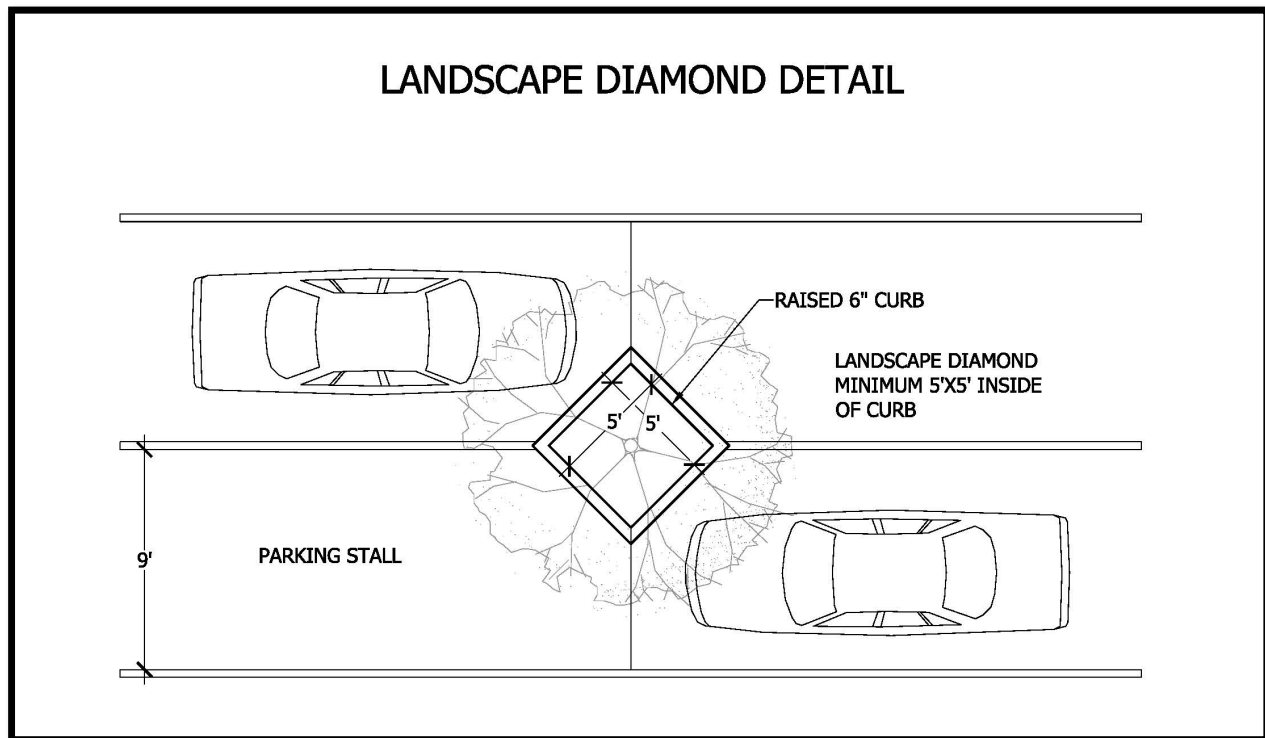 LANDSCAPE DIAMOND DETAIL
RAISED 6" CURB
LANDSCAPE DIAMOND
MINIMUM 5'X5' INSIDE
OF CURB
5' 5'
9'
PARKING STALL